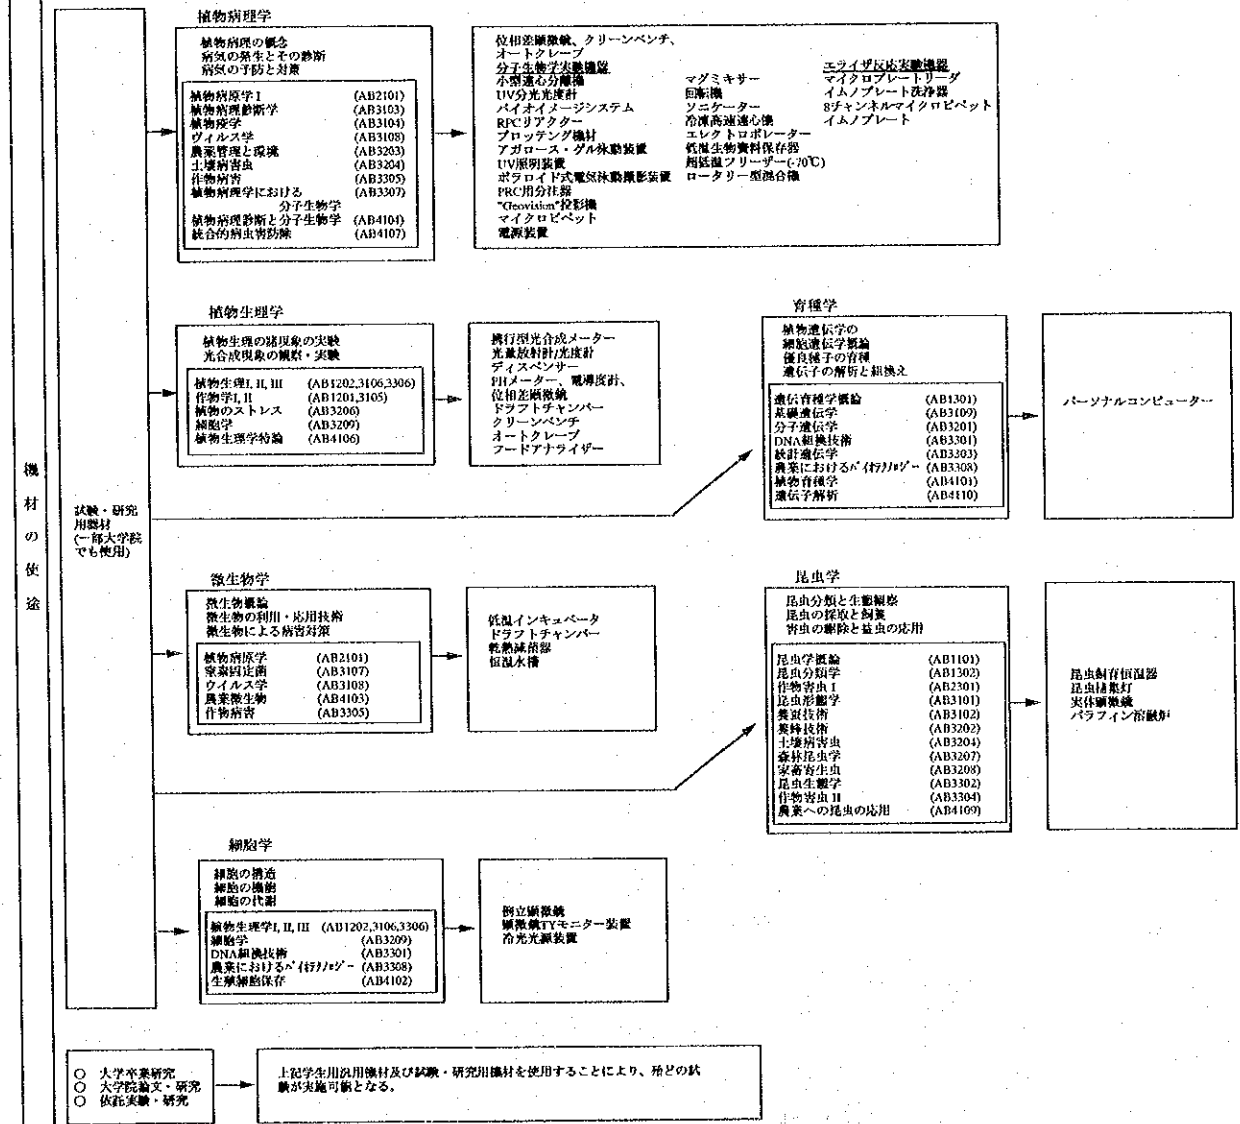 機材の使途
試験・研究
用器材
(一部大学院
でも使用)
植物病理学
植物病理の概念
病気の発生とその診断
病気の予防と対策
植物病原学 I (AB2101)
植物病理診断学 (AB3103)
植物疫学 (AB3104)
ウィルス学 (AB3108)
農薬管理と環境 (AB3203)
土壌病害虫 (AB3204)
作物病害 (AB3305)
植物病理学における (AB3307)
分子生物学
植物病理診断と分子生物学 (AB4104)
統合的病虫害防除 (AB4107)
位相差顕微鏡、クリーンベンチ、
オートクレーブ
分子生物学実験機器
小型遠心分離機
UV分光光度計
バイオイメージシステム
RPCリアクター
ブロッテング機材
アガロース・ゲル泳動装置
UV照明装置
ポラロイド式電気泳動撮影装置
PRC用分注器
"Geovision"投影機
マイクロピペット
電源装置
マグミキサー
回転機
ソニケーター
冷凍高速遠心機
エレクトロポレーター
低温生物資料保存器
超低温フリーザー(-70℃)
ロータリー型混合機
エライザ反応実験機器
マイクロプレートリーダ
イムノプレート洗浄器
8チャンネルマイクロピペット
イムノプレート
植物生理学
植物生理の諸現象の実験
光合成現象の観察・実験
植物生理I, II, III (AB1202,3106,3306)
作物学I, II (AB1201,3105)
植物のストレス (AB3206)
細胞学 (AB3209)
植物生理学特論 (AB4106)
携行型光合成メーター
光量放射計/光度計
ディスペンサー
PHメーター、電導度計、
位相差顕微鏡
ドラフトチャンバー
クリーンベンチ
オートクレーブ
フードアナライザー
育種学
植物遺伝学の
細胞遺伝学概論
優良種子の育種
遺伝子の解析と組換え
遺伝育種学概論 (AB1301)
基礎遺伝学 (AB3109)
分子遺伝学 (AB3201)
DNA組換技術 (AB3301)
統計遺伝学 (AB3303)
農業におけるバイオテクノロジー (AB3308)
植物育種学 (AB4101)
遺伝子解析 (AB4110)
パーソナルコンピューター
微生物学
微生物概論
微生物の利用・応用技術
微生物による病害対策
植物病原学 (AB2101)
窒素固定菌 (AB3107)
ウイルス学 (AB3108)
農業微生物 (AB4103)
作物病害 (AB3305)
低温インキュベータ
ドラフトチャンバー
乾熱滅菌器
恒温水槽
昆虫学
昆虫分類と生態観察
昆虫の採取と飼養
害虫の駆除と益虫の応用
昆虫学概論 (AB1101)
昆虫分類学 (AB1302)
作物害虫 I (AB2301)
昆虫形態学 (AB3101)
養蚕技術 (AB3102)
養蜂技術 (AB3202)
土壌病害虫 (AB3204)
森林昆虫学 (AB3207)
家畜寄生虫 (AB3208)
昆虫生態学 (AB3302)
作物害虫 II (AB3304)
農業への昆虫の応用 (AB4109)
昆虫飼育恒温器
昆虫捕集灯
実体顕微鏡
パラフィン溶融炉
細胞学
細胞の構造
細胞の機能
細胞の代謝
植物生理学I, II, III (AB1202,3106,3306)
細胞学 (AB3209)
DNA組換技術 (AB3301)
農業におけるバイオテクノロジー (AB3308)
生殖細胞保存 (AB4102)
倒立顕微鏡
顕微鏡TVモニター装置
冷光光源装置
○ 大学卒業研究
○ 大学院論文・研究
○ 依託実験・研究
上記学生用汎用機材及び試験・研究用機材を使用することにより、殆どの試
験が実施可能となる。